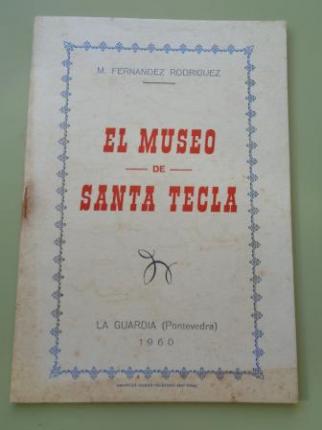 M. FERNANDEZ RODRIGUEZ
EL MUSEO
DE
SANTA TECLA
LA GUARDIA (Pontevedra)
1960